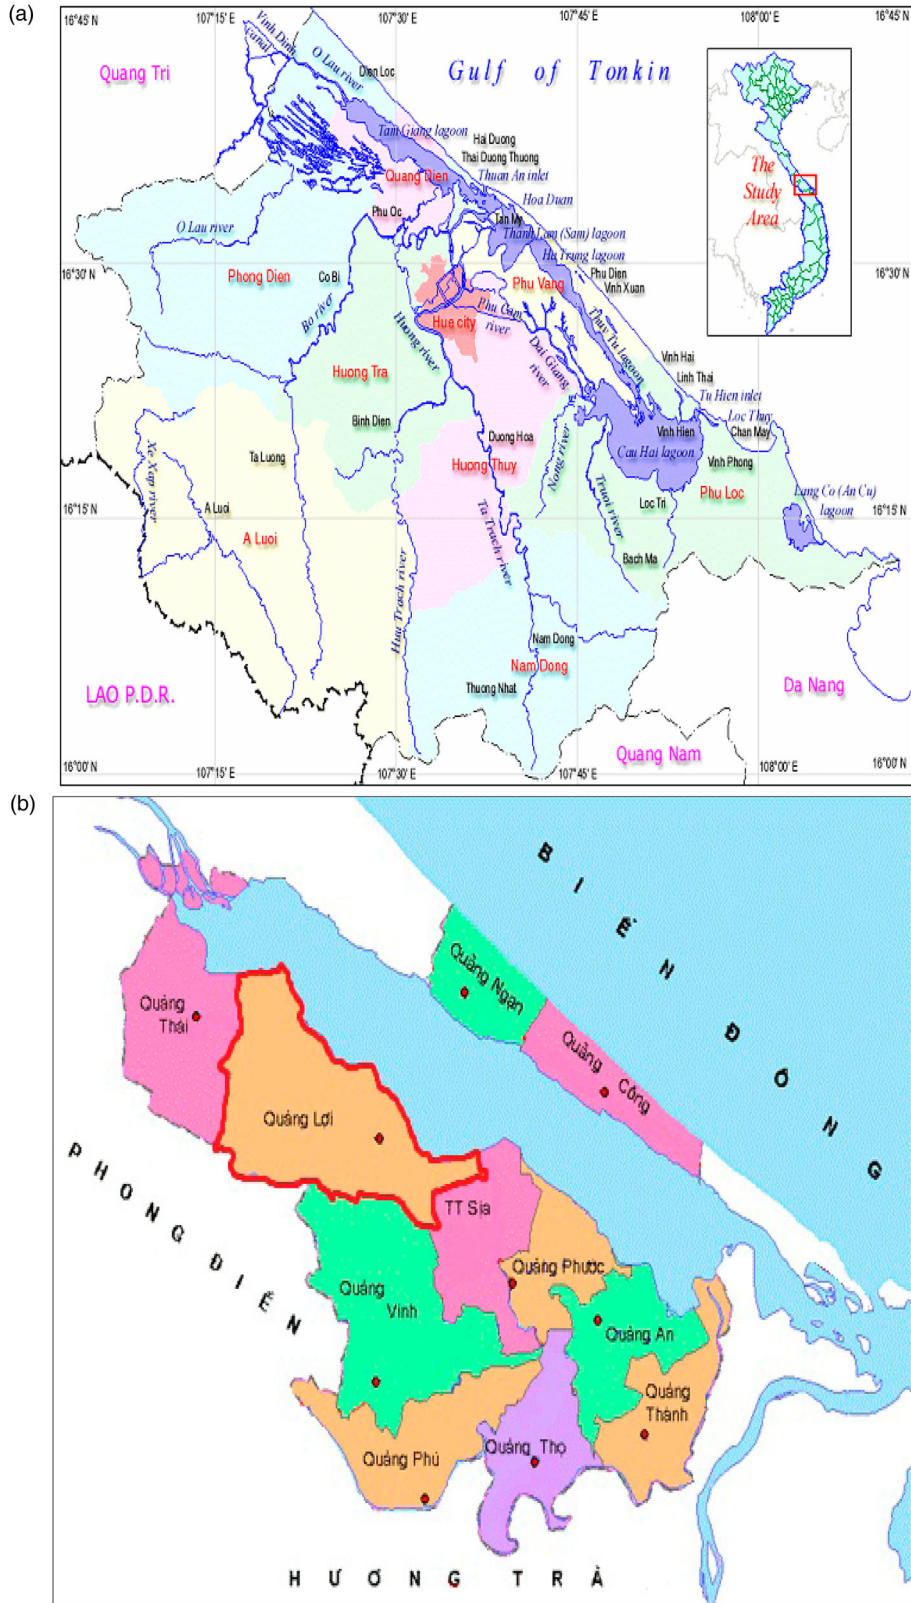 (a)
16°45' N
107°15' E
107°30' E
107°45' E
108°00' E
16°45' N
Quang Tri
Vinh Dinh
canal
O Lau river
Dien Loc
Gulf of Tonkin
Tam Giang lagoon
Hai Duong
Thai Duong Thuong
Thuan An inlet
Quang Dien
Hoa Duan
Phu Oc
Tan My
The
Study
Area
O Lau river
Thanh Lam (Sam) lagoon
Ha Trung lagoon
16°30' N
16°30' N
Phong Dien
Co Bi
Phu Vang
Phu Dien
Vinh Xuan
Bo river
Phu Cam
river
Hue city
Huong river
Thuy Tu lagoon
Dai Giang
river
Vinh Hai
Huong Tra
Linh Thai
Tu Hien inlet
Loc Thuy
Binh Dien
Vinh Hien
Chan May
Duong Hoa
Xe Xap river
Ta Luong
Huong Thuy
Nong river
Cau Hai lagoon
Vinh Phong
Phu Loc
Truoi river
Lang Co (An Cu)
lagoon
Loc Tri
A Luoi
16°15' N
16°15' N
A Luoi
Ta Trach river
Bach Ma
Huu Trach river
Nam Dong
Nam Dong
Thuong Nhat
LAO P.D.R.
Da Nang
Quang Nam
16°00' N
107°15' E
107°30' E
107°45' E
108°00' E
16°00' N
(b)
BIỂN ĐÔNG
Quảng Ngạn
Quảng
Thái
Quảng
Công
Quảng Lợi
PHONG ĐIỀN
TT Sịa
Quảng Phước
Quảng
Vinh
Quảng An
Quảng
Thành
Quảng Phú
Quảng Thọ
HƯƠNG TRÀ